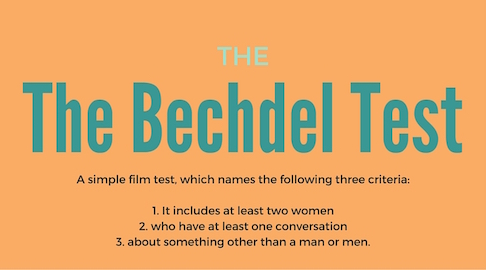 THE
The Bechdel Test
A simple film test, which names the following three criteria:
1. It includes at least two women
2. who have at least one conversation
3. about something other than a man or men.